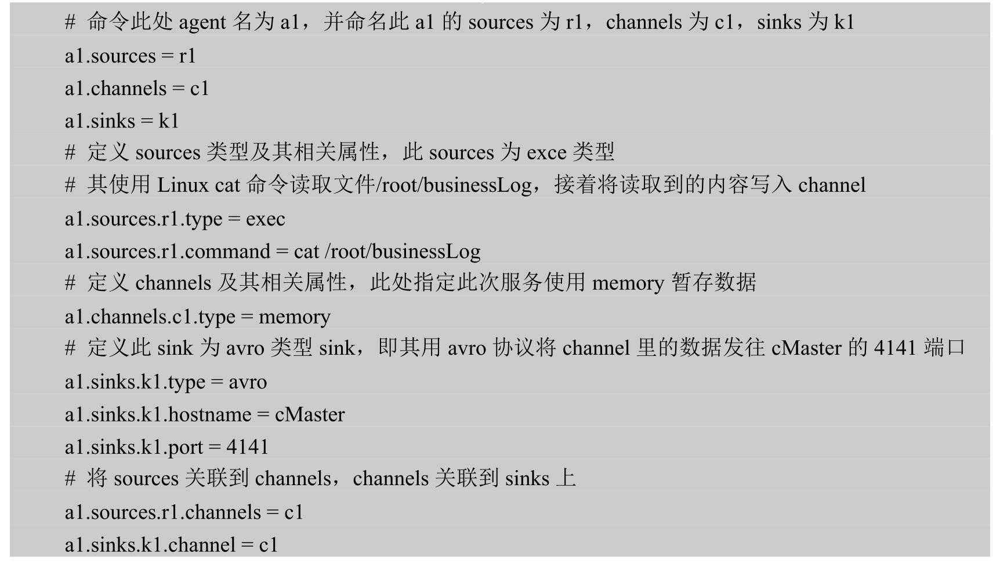 # 命令此处 agent 名为 a1，并命名此 a1 的 sources 为 r1，channels 为 c1，sinks 为 k1
a1.sources = r1
a1.channels = c1
a1.sinks = k1
# 定义 sources 类型及其相关属性，此 sources 为 exce 类型
# 其使用 Linux cat 命令读取文件/root/businessLog，接着将读取到的内容写入 channel
a1.sources.r1.type = exec
a1.sources.r1.command = cat /root/businessLog
# 定义 channels 及其相关属性，此处指定此次服务使用 memory 暂存数据
a1.channels.c1.type = memory
# 定义此 sink 为 avro 类型 sink，即其用 avro 协议将 channel 里的数据发往 cMaster 的 4141 端口
a1.sinks.k1.type = avro
a1.sinks.k1.hostname = cMaster
a1.sinks.k1.port = 4141
# 将 sources 关联到 channels，channels 关联到 sinks 上
a1.sources.r1.channels = c1
a1.sinks.k1.channel = c1